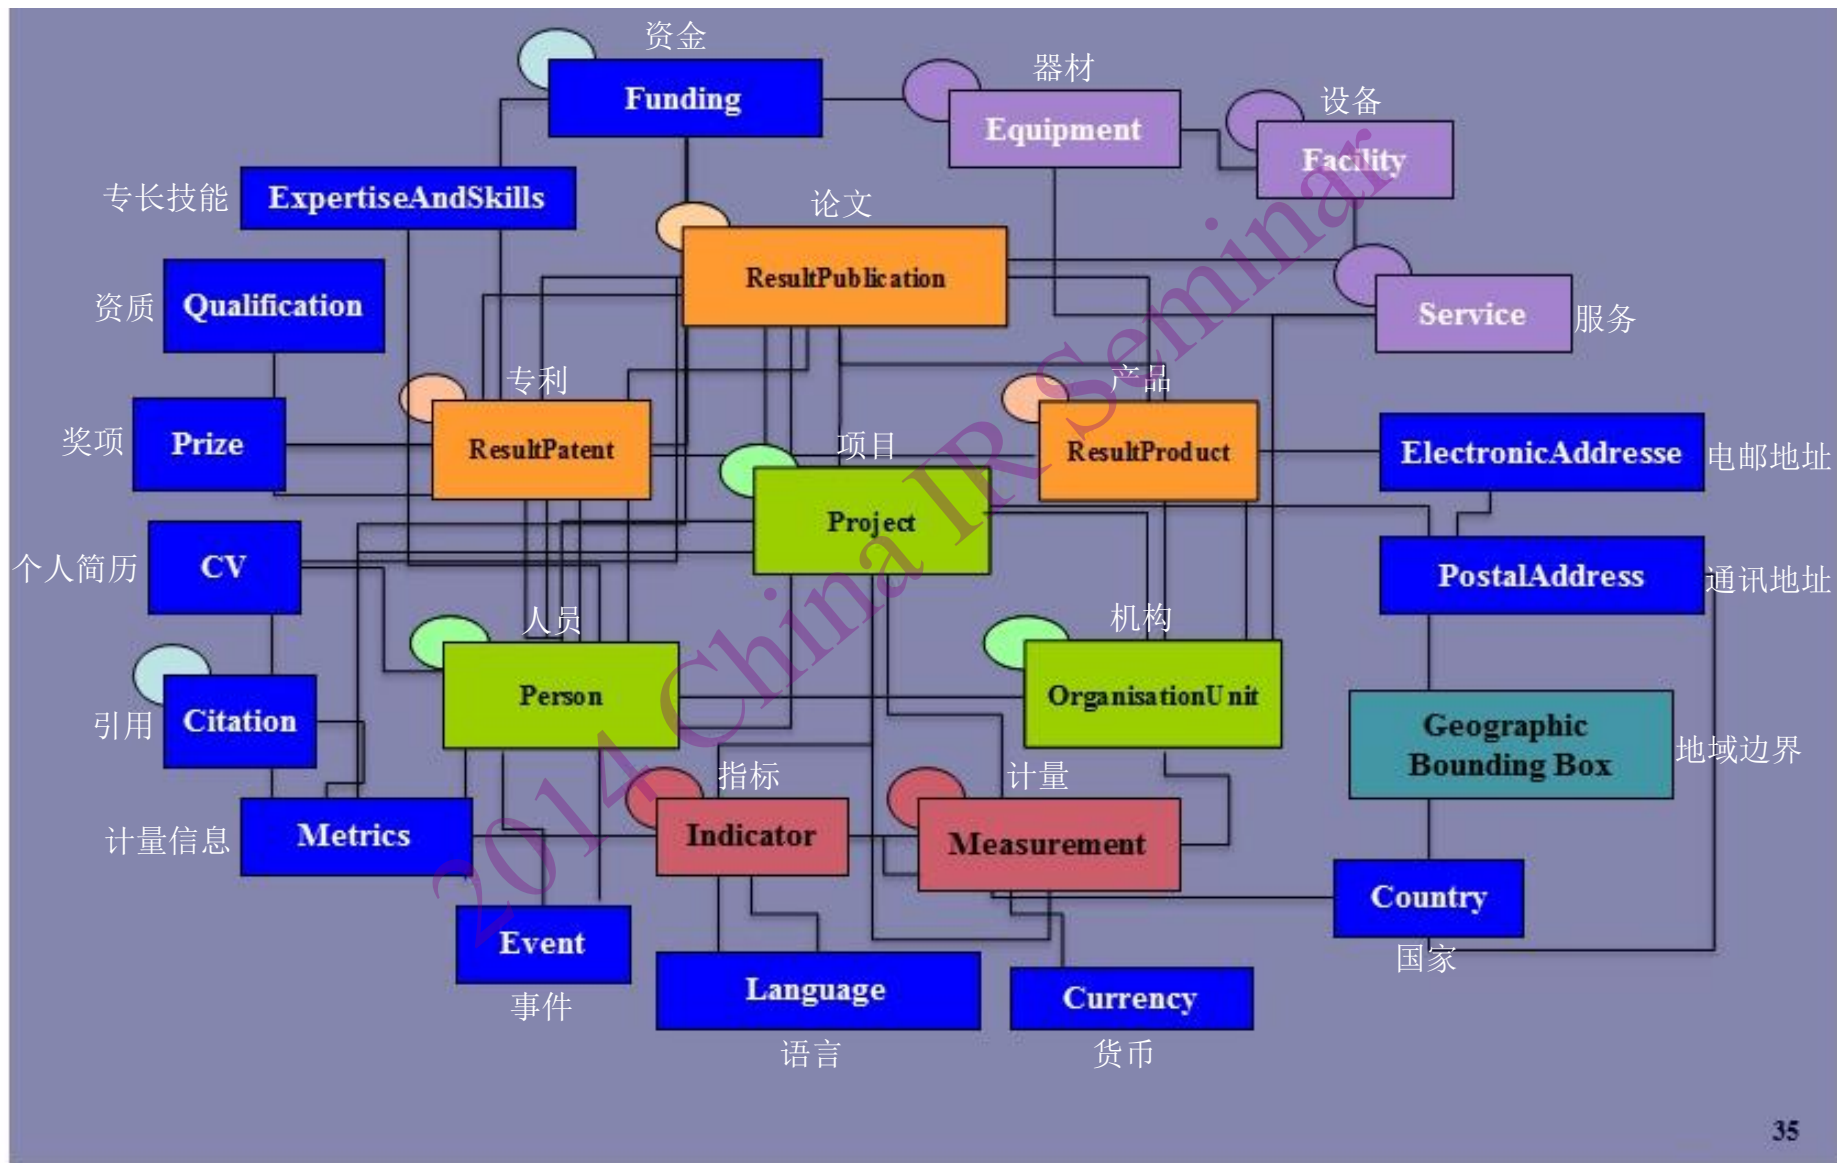 资金
Funding
器材
Equipment
设备
Facility
专长技能
ExpertiseAndSkills
论文
ResultPublication
资质
Qualification
Service
服务
专利
ResultPatent
产品
ResultProduct
奖项
Prize
项目
Project
ElectronicAddresse
电邮地址
个人简历
CV
PostalAddress
通讯地址
人员
Person
机构
OrganisationUnit
引用
Citation
Geographic
Bounding Box
地域边界
计量信息
Metrics
指标
Indicator
计量
Measurement
Country
国家
Event
事件
Language
语言
Currency
货币
2014 China IR Seminar
35